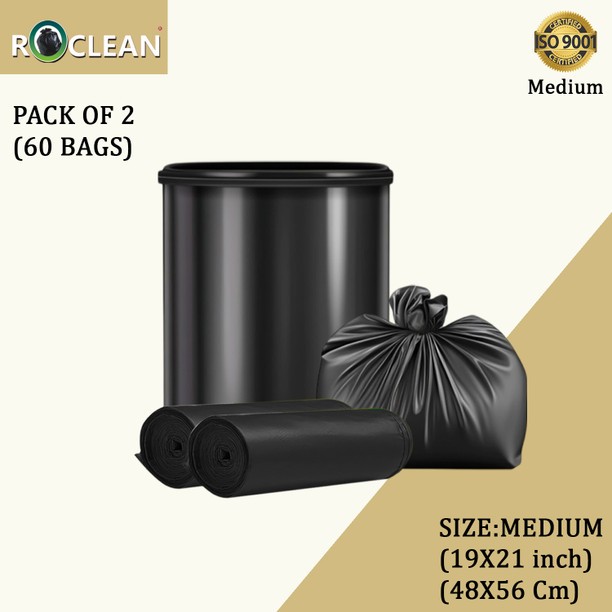 ROCLEAN®
CERTIFIED
ISO 9001
CERTIFIED
Medium
PACK OF 2
(60 BAGS)
SIZE:MEDIUM
(19X21 inch)
(48X56 Cm)